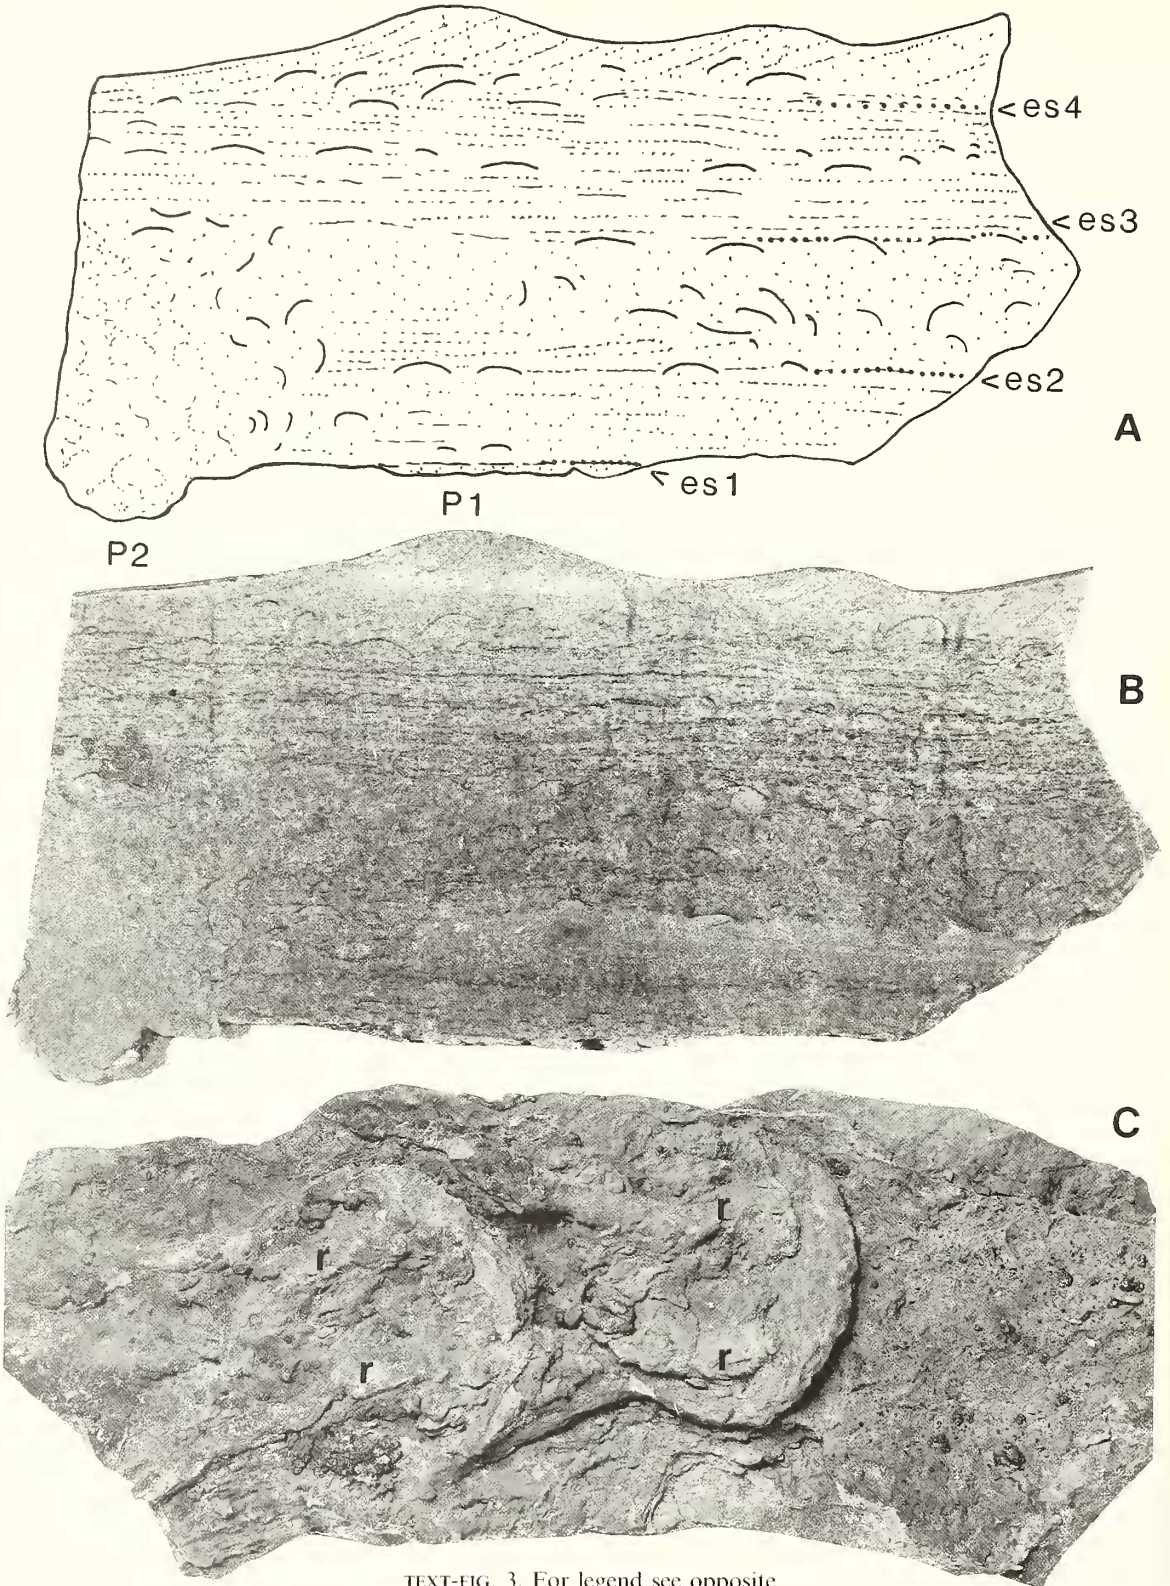 <es4
<es3
<es2
A
<es1
P1
P2
B
C
r
r
r
r
TEXT-FIG. 3. For legend see opposite